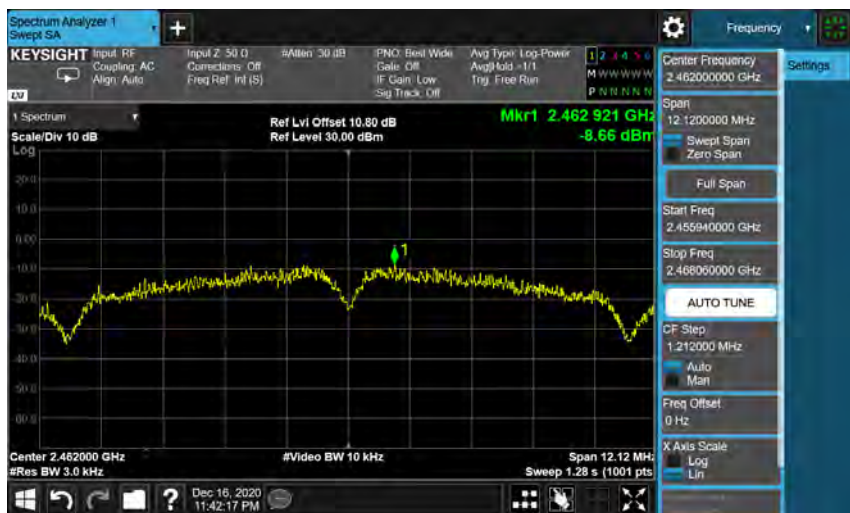 Spectrum Analyzer 1
Swept SA
Frequency
KEYSIGHT
Input: RF
Coupling: AC
Align: Auto
Input Z: 50 Ω
Corrections: Off
Freq Ref: Int (S)
#Atten: 30 dB
PNO: Best Wide
Gate: Off
IF Gain: Low
Sig Track: Off
Avg Type: Log-Power
Avg|Hold: >1/1
Trig: Free Run
1 2 3 4 5 6
M W W W W W
P N N N N N
Center Frequency
2.462000000 GHz
Settings
Span
12.1200000 MHz
Swept Span
Zero Span
Full Span
Start Freq
2.455940000 GHz
Stop Freq
2.468060000 GHz
AUTO TUNE
CF Step
1.212000 MHz
Auto
Man
Freq Offset
0 Hz
X Axis Scale
Log
Lin
1 Spectrum
Scale/Div 10 dB
Log
Ref Lvl Offset 10.80 dB
Ref Level 30.00 dBm
Mkr1 2.462 921 GHz
-8.66 dBm
20.0
10.0
0.00
-10.0
-20.0
-30.0
-40.0
-50.0
-60.0
1
Center 2.462000 GHz
#Res BW 3.0 kHz
#Video BW 10 kHz
Span 12.12 MHz
Sweep 1.28 s (1001 pts
Dec 16, 2020
11:42:17 PM